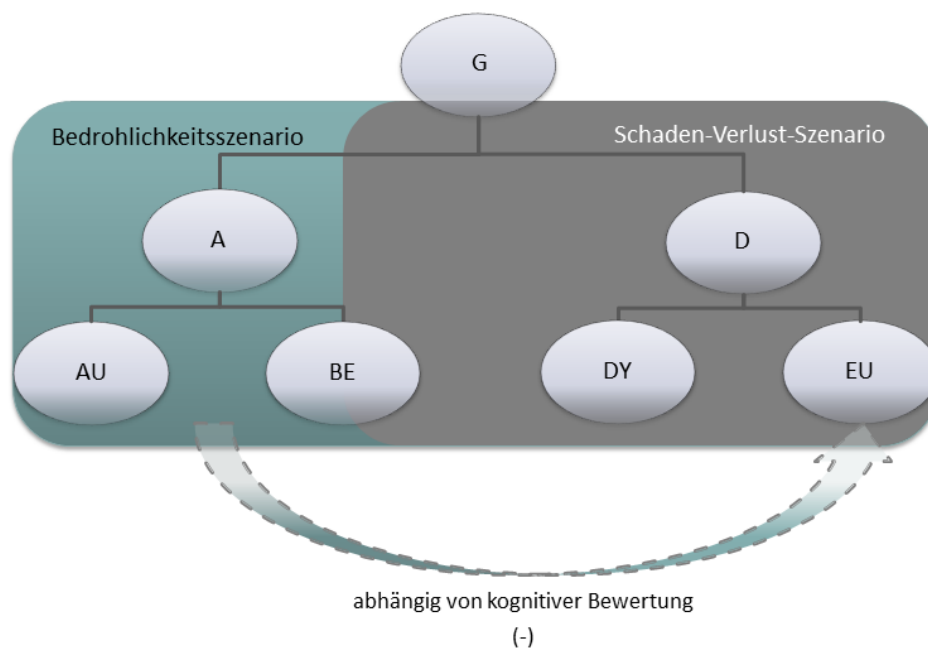 G
Bedrohlichkeitsszenario
Schaden-Verlust-Szenario
A
D
AU
BE
DY
EU
abhängig von kognitiver Bewertung
(-)